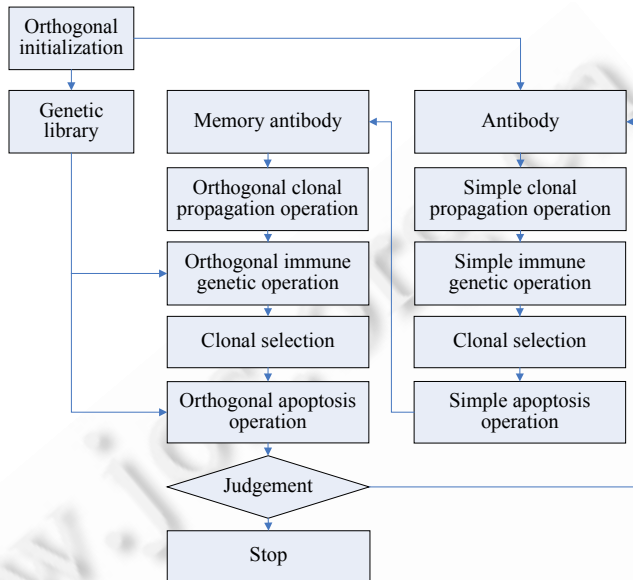 Orthogonal
initialization
Genetic
library
Memory antibody
Antibody
Orthogonal clonal
propagation operation
Simple clonal
propagation operation
Orthogonal immune
genetic operation
Simple immune
genetic operation
Clonal selection
Clonal selection
Orthogonal apoptosis
operation
Simple apoptosis
operation
Judgement
Stop